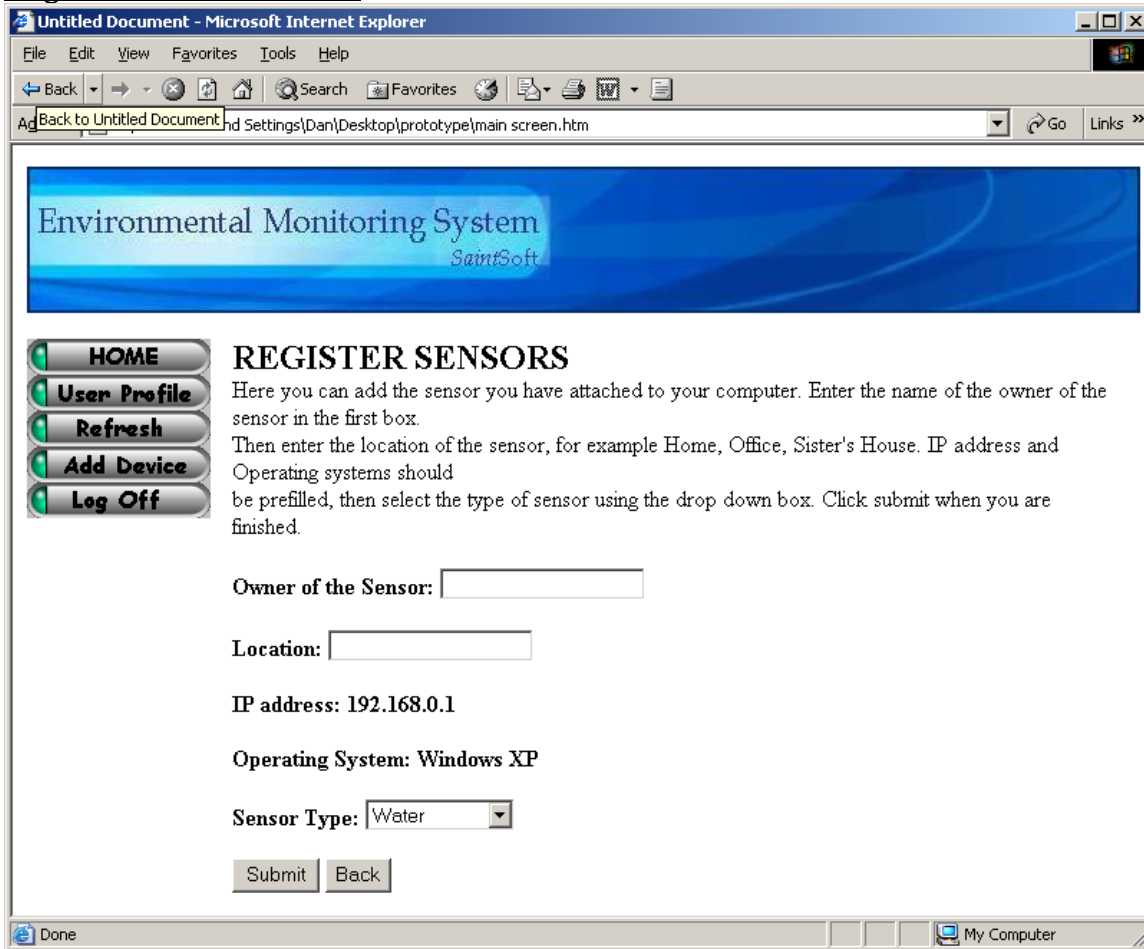 Untitled Document - Microsoft Internet Explorer
File Edit View Favorites Tools Help
Back Search Favorites
Back to Untitled Document nd Settings\Dan\Desktop\prototype\main screen.htm Go Links »
Environmental Monitoring System
SaintSoft
HOME
User Profile
Refresh
Add Device
Log Off
REGISTER SENSORS
Here you can add the sensor you have attached to your computer. Enter the name of the owner of the
sensor in the first box.
Then enter the location of the sensor, for example Home, Office, Sister's House. IP address and
Operating systems should
be prefilled, then select the type of sensor using the drop down box. Click submit when you are
finished.
Owner of the Sensor:
Location:
IP address: 192.168.0.1
Operating System: Windows XP
Sensor Type: Water
Submit Back
Done My Computer